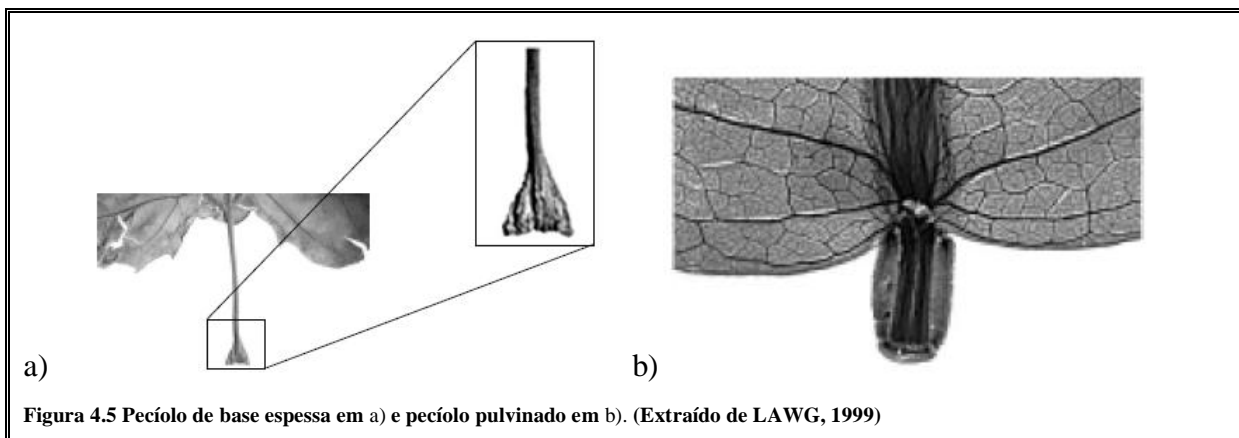 a)
b)
Figura 4.5 Pecíolo de base espessa em a) e pecíolo pulvinado em b). (Extraído de LAWG, 1999)